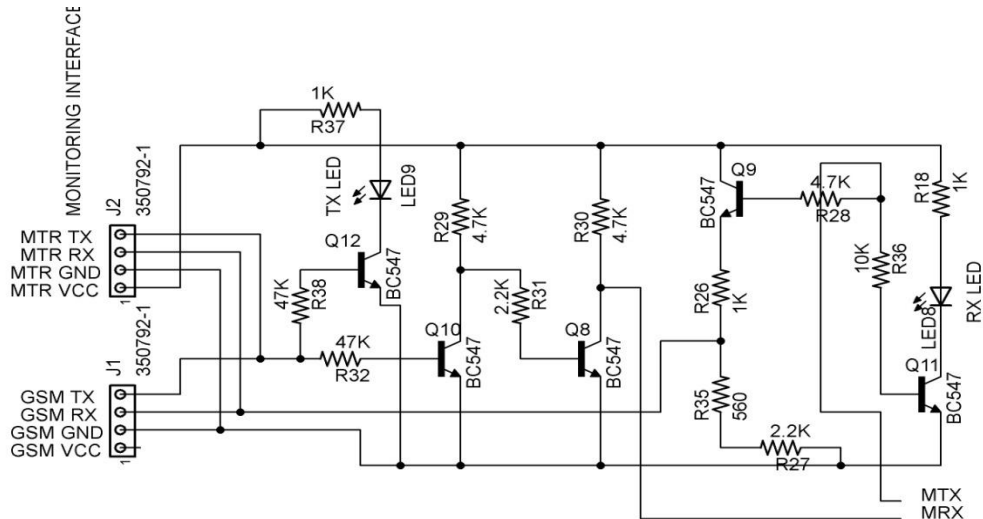 MONITORING INTERFACE
J2
350792-1
MTR TX
MTR RX
MTR GND
MTR VCC
1
J1
350792-1
GSM TX
GSM RX
GSM GND
GSM VCC
1
1K
R37
TX LED
LED9
Q12
BC547
47K
R38
47K
R32
R29
4.7K
Q10
BC547
2.2K
R31
R30
4.7K
Q8
BC547
Q9
BC547
4.7K
R28
R26
1K
R35
560
2.2K
R27
10K
R36
R18
1K
RX LED
LED8
Q11
BC547
MTX
MRX